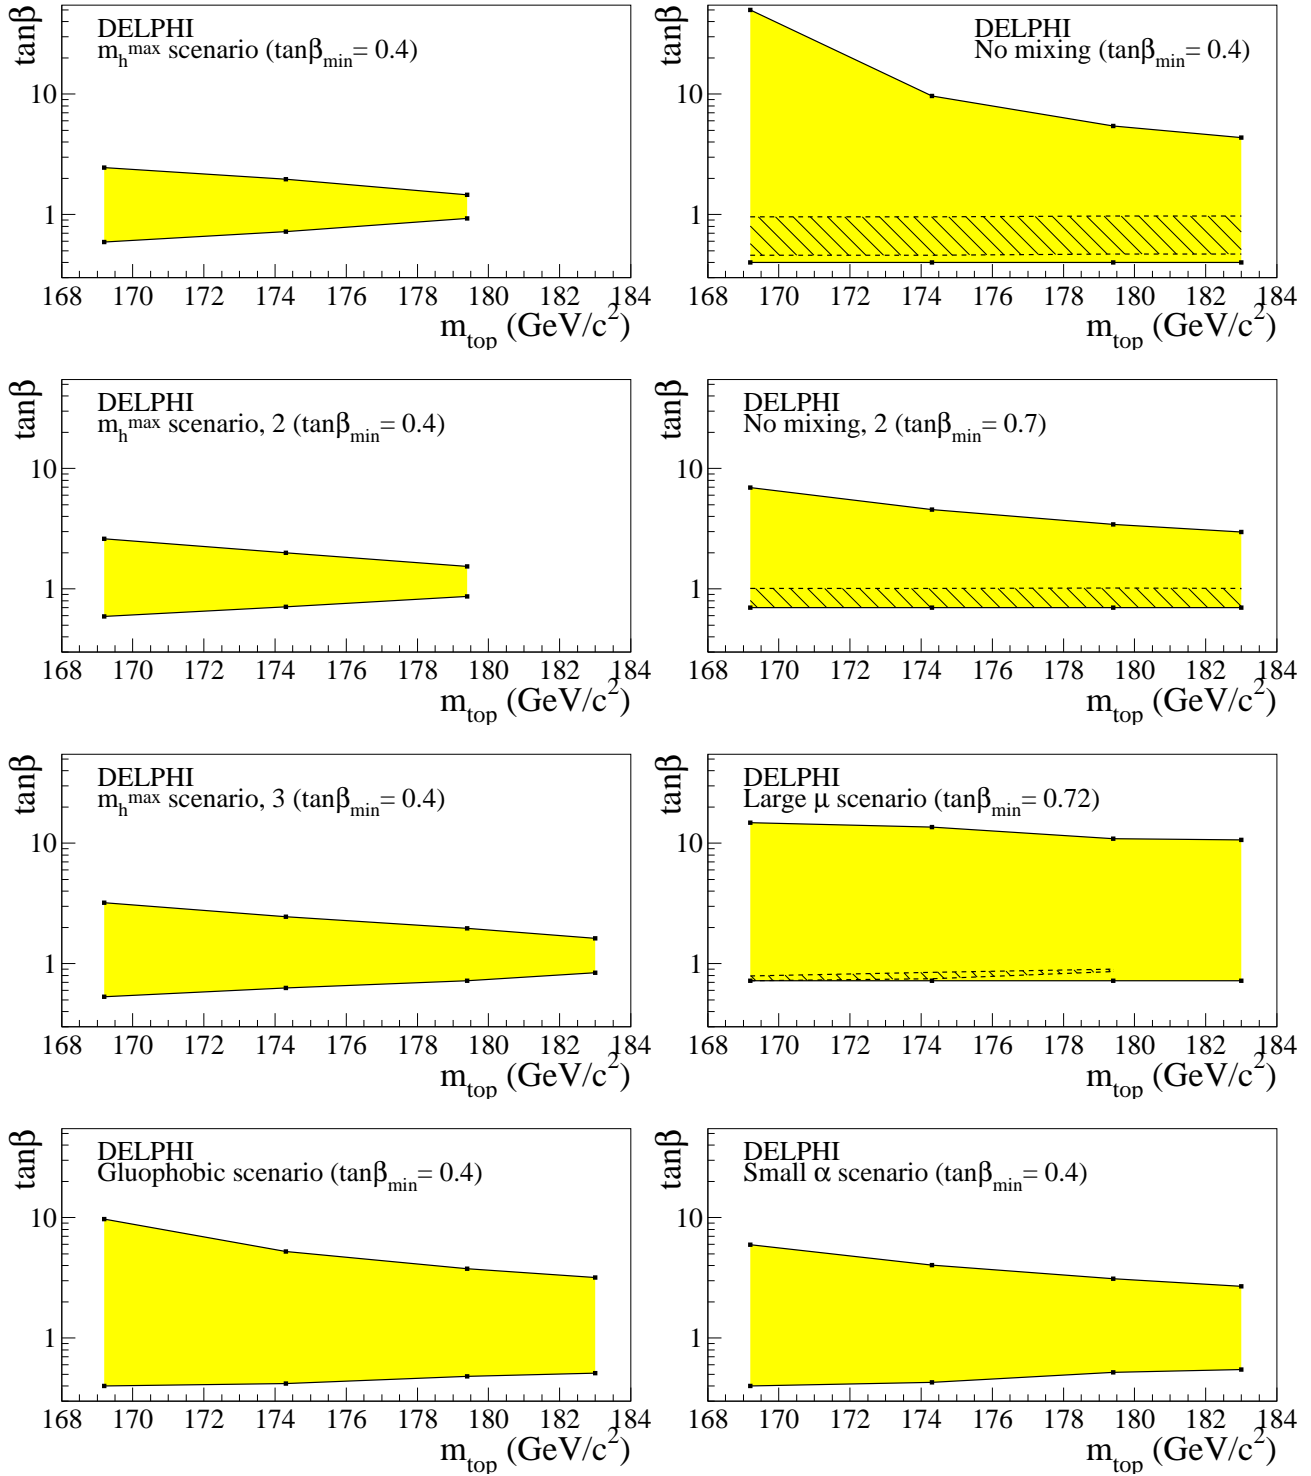 tanβ
DELPHI
m_h^max scenario (tanβ_min= 0.4)
10
1
168 170 172 174 176 178 180 182 184
m_top (GeV/c²)
tanβ
DELPHI
No mixing (tanβ_min= 0.4)
10
1
168 170 172 174 176 178 180 182 184
m_top (GeV/c²)
tanβ
DELPHI
m_h^max scenario, 2 (tanβ_min= 0.4)
10
1
168 170 172 174 176 178 180 182 184
m_top (GeV/c²)
tanβ
DELPHI
No mixing, 2 (tanβ_min= 0.7)
10
1
168 170 172 174 176 178 180 182 184
m_top (GeV/c²)
tanβ
DELPHI
m_h^max scenario, 3 (tanβ_min= 0.4)
10
1
168 170 172 174 176 178 180 182 184
m_top (GeV/c²)
tanβ
DELPHI
Large μ scenario (tanβ_min= 0.72)
10
1
168 170 172 174 176 178 180 182 184
m_top (GeV/c²)
tanβ
DELPHI
Gluophobic scenario (tanβ_min= 0.4)
10
1
168 170 172 174 176 178 180 182 184
m_top (GeV/c²)
tanβ
DELPHI
Small α scenario (tanβ_min= 0.4)
10
1
168 170 172 174 176 178 180 182 184
m_top (GeV/c²)